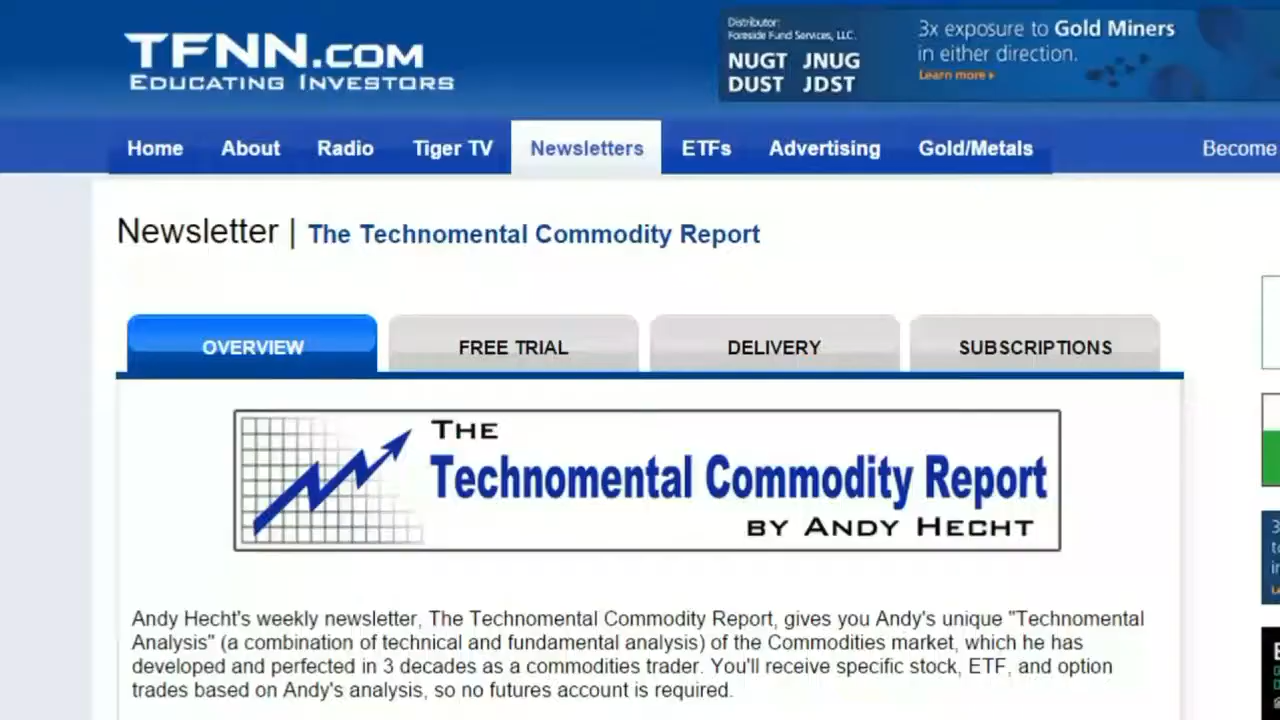 TFNN.COM
EDUCATING INVESTORS
Distributor:
Foreside Fund Services, LLC.
NUGT JNUG
DUST JDST
3x exposure to Gold Miners
in either direction.
Learn more
Home About Radio Tiger TV Newsletters ETFs Advertising Gold/Metals Become
Newsletter | The Technomental Commodity Report
OVERVIEW FREE TRIAL DELIVERY SUBSCRIPTIONS
THE
Technomental Commodity Report
BY ANDY HECHT
Andy Hecht's weekly newsletter, The Technomental Commodity Report, gives you Andy's unique "Technomental
Analysis" (a combination of technical and fundamental analysis) of the Commodities market, which he has
developed and perfected in 3 decades as a commodities trader. You'll receive specific stock, ETF, and option
trades based on Andy's analysis, so no futures account is required.